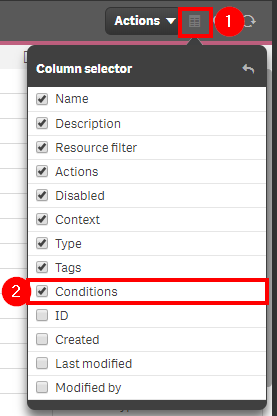 Actions
1
Column selector
Name
Description
Resource filter
Actions
Disabled
Context
Type
Tags
2 Conditions
ID
Created
Last modified
Modified by